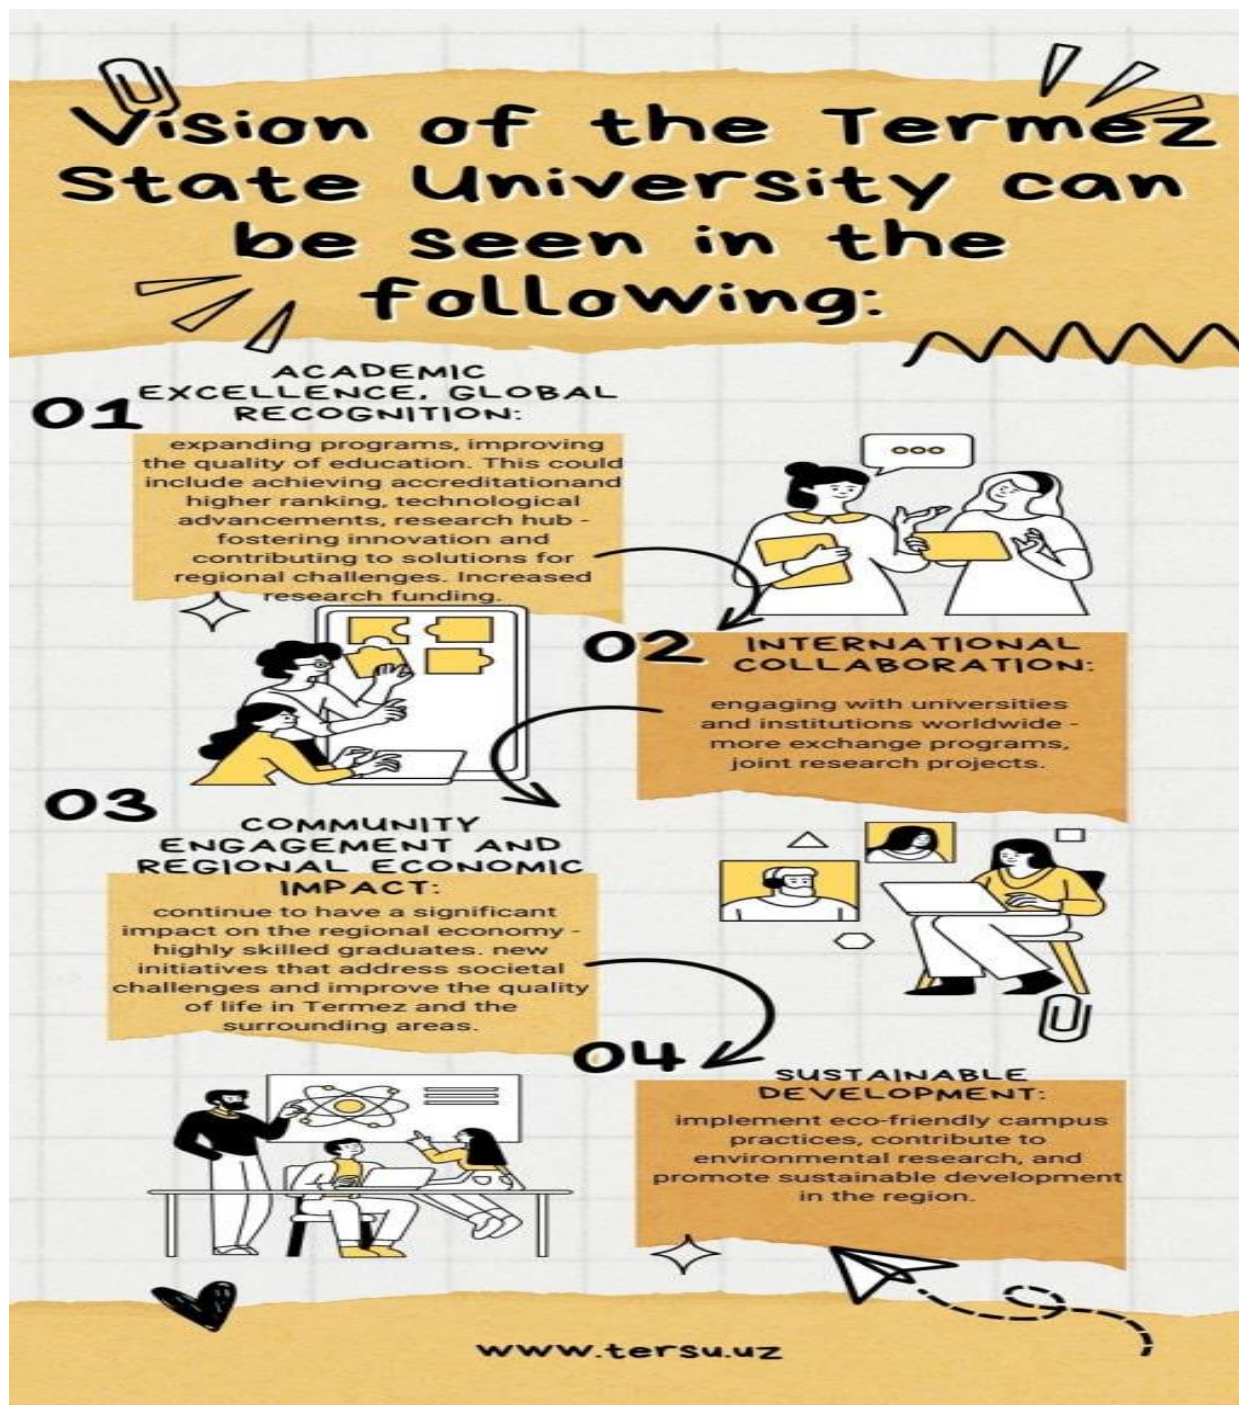 Vision of the Termez
State University can
be seen in the
following:
01
ACADEMIC
EXCELLENCE, GLOBAL
RECOGNITION:
expanding programs, improving
the quality of education. This could
include achieving accreditationand
higher ranking, technological
advancements, research hub -
fostering innovation and
contributing to solutions for
regional challenges. Increased
research funding.
02
INTERNATIONAL
COLLABORATION:
engaging with universities
and institutions worldwide -
more exchange programs,
joint research projects.
03
COMMUNITY
ENGAGEMENT AND
REGIONAL ECONOMIC
IMPACT:
continue to have a significant
impact on the regional economy -
highly skilled graduates. new
initiatives that address societal
challenges and improve the quality
of life in Termez and the
surrounding areas.
04
SUSTAINABLE
DEVELOPMENT:
implement eco-friendly campus
practices, contribute to
environmental research, and
promote sustainable development
in the region.
www.tersu.uz